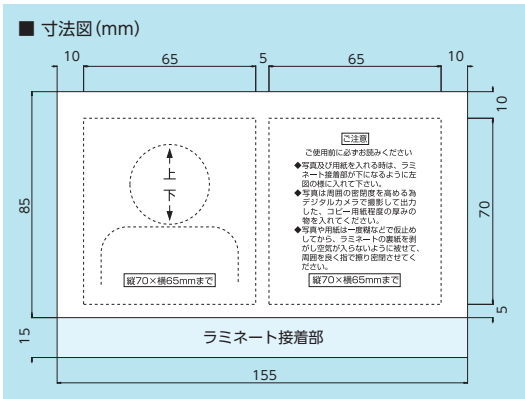 ■ 寸法図(mm)
10 65 5 65 10
10
85
70
5
15
上
下
縦70×横65mmまで
ご注意
ご使用前に必ずお読みください
◆写真及び用紙を入れる時は、ラミ
ネート接着部が下になるように左
図の様に入れて下さい。
◆写真は周囲の密閉度を高める為
デジタルカメラで撮影して出力
した、コピー用紙程度の厚みの
物を入れてください。
◆写真や用紙は一度糊などで仮止め
してから、ラミネートの裏紙を剥
がし空気が入らないように被せて、
周囲を良く指で擦り密閉させてく
ださい。
縦70×横65mmまで
ラミネート接着部
155